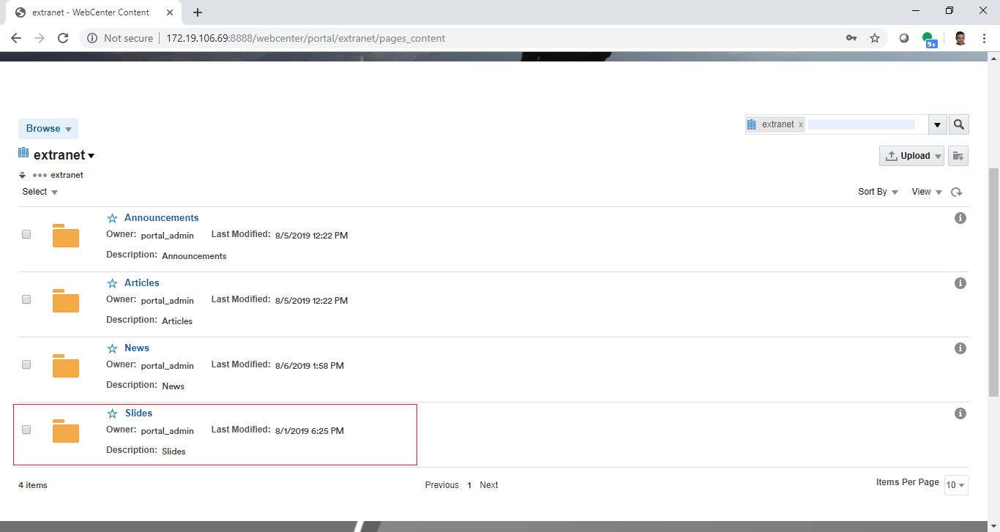 extranet - WebCenter Content
Not secure 172.19.106.69:8888/webcenter/portal/extranet/pages_content
9+
Browse
extranet x
extranet
Upload
extranet
Select
Sort By View
Announcements
Owner: portal_admin Last Modified: 8/5/2019 12:22 PM
Description: Announcements
Articles
Owner: portal_admin Last Modified: 8/5/2019 12:22 PM
Description: Articles
News
Owner: portal_admin Last Modified: 8/6/2019 1:58 PM
Description: News
Slides
Owner: portal_admin Last Modified: 8/1/2019 6:25 PM
Description: Slides
4 items
Previous 1 Next
Items Per Page 10